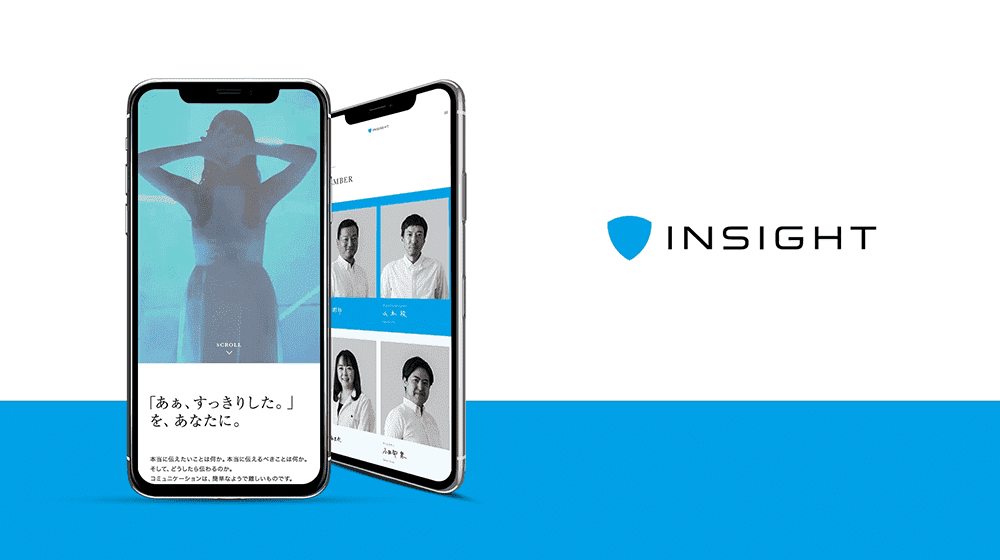 SCROLL
「あぁ、すっきりした。」
を、あなたに。
本当に伝えたいことは何か。本当に伝えるべきことは何か。
そして、どうしたら伝わるのか。
コミュニケーションは、簡単なようで難しいものです。
INSIGHT
MBER
INSIGHT